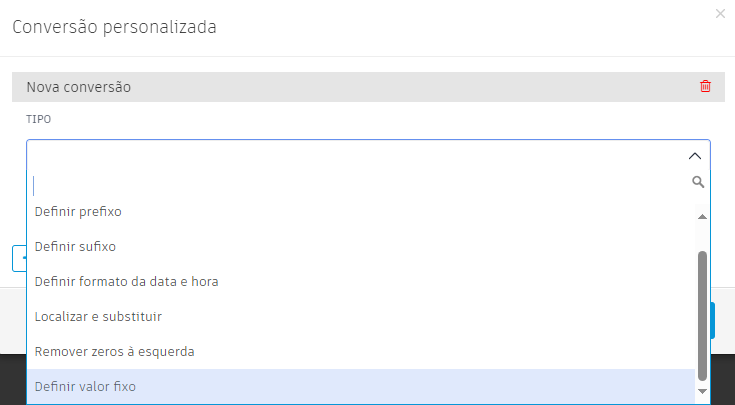 Conversão personalizada
Nova conversão
TIPO
Definir prefixo
Definir sufixo
Definir formato da data e hora
Localizar e substituir
Remover zeros à esquerda
Definir valor fixo